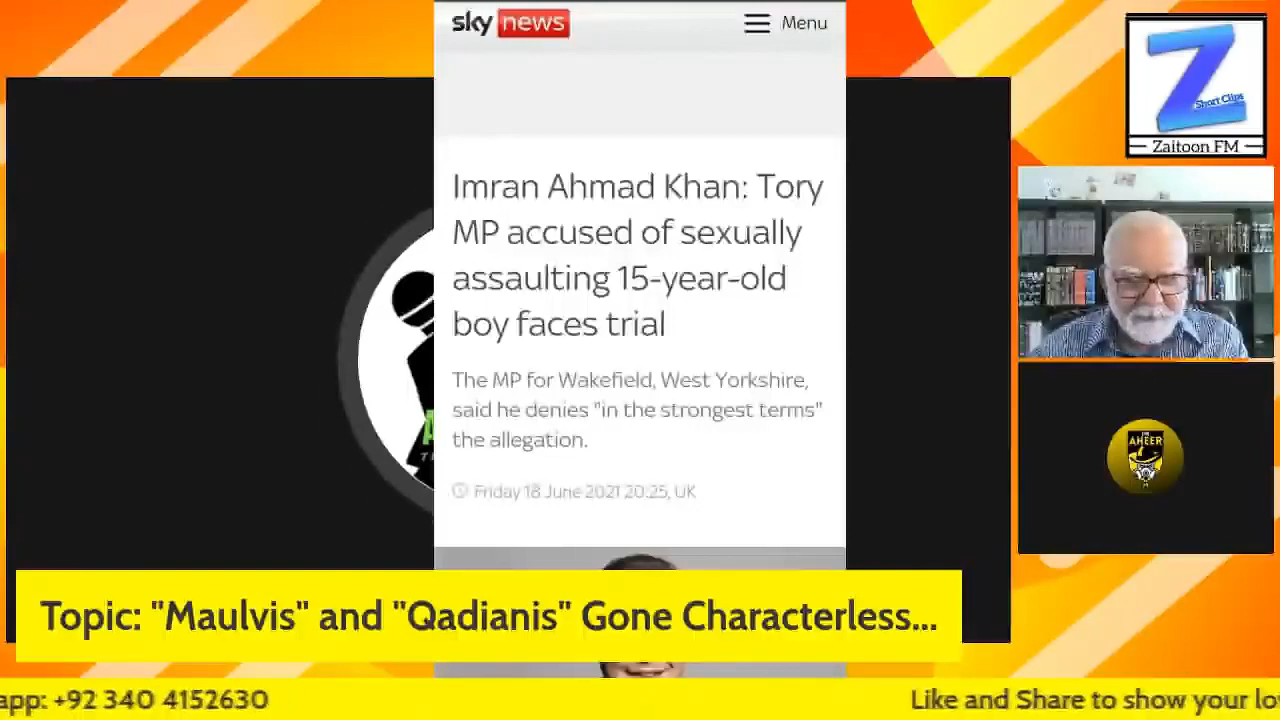 sky news
Menu
Imran Ahmad Khan: Tory
MP accused of sexually
assaulting 15-year-old
boy faces trial
The MP for Wakefield, West Yorkshire,
said he denies "in the strongest terms"
the allegation.
Friday 18 June 2021 20:25, UK
Short Clips
Zaitoon FM
AHEER
Topic: "Maulvis" and "Qadianis" Gone Characterless...
app: +92 340 4152630
Like and Share to show your lo